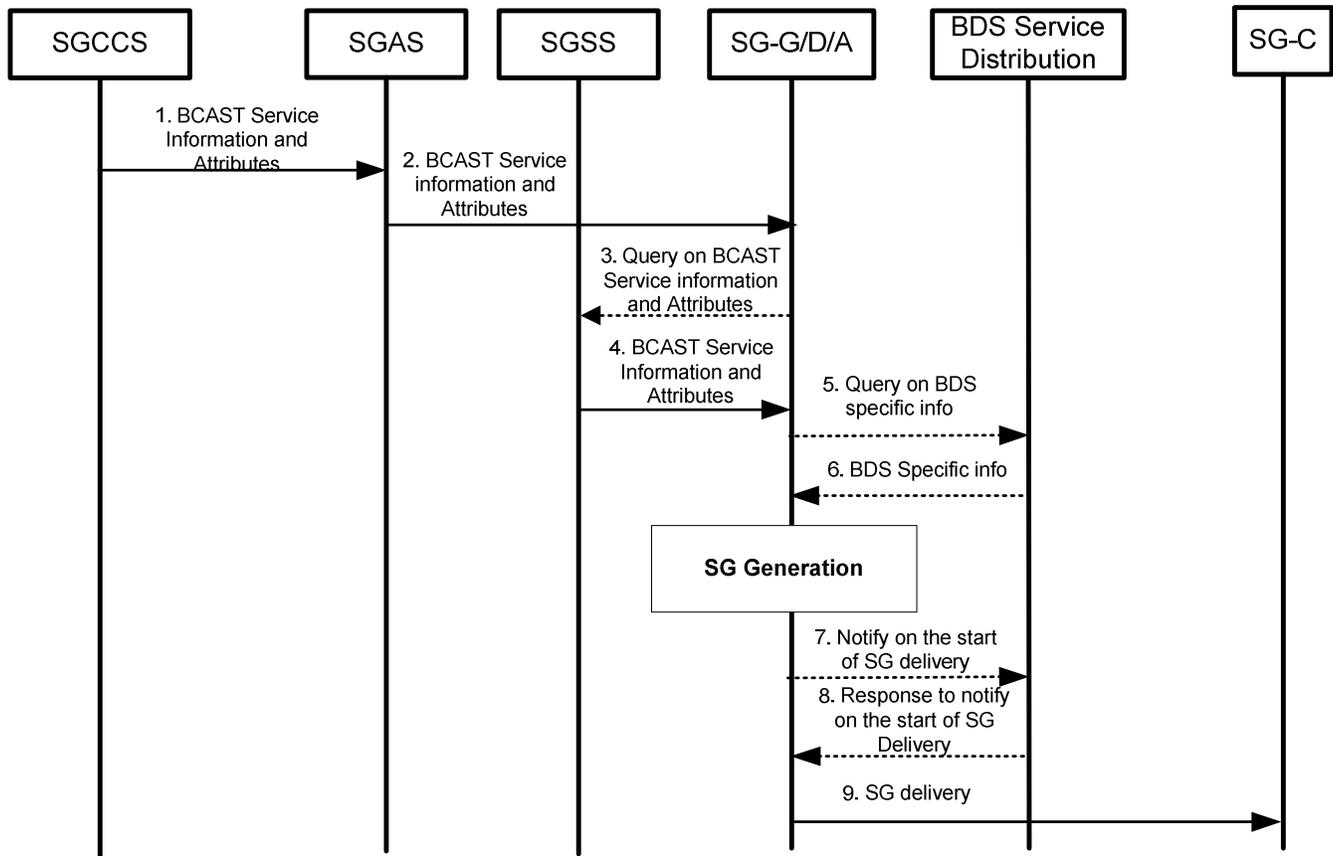 SGCCS
SGAS
SGSS
SG-G/D/A
BDS Service
Distribution
SG-C
1. BCAST Service
Information and
Attributes
2. BCAST Service
information and
Attributes
3. Query on BCAST
Service information
and Attributes
4. BCAST Service
Information and
Attributes
5. Query on BDS
specific info
6. BDS Specific info
SG Generation
7. Notify on the start
of SG delivery
8. Response to notify
on the start of SG
Delivery
9. SG delivery